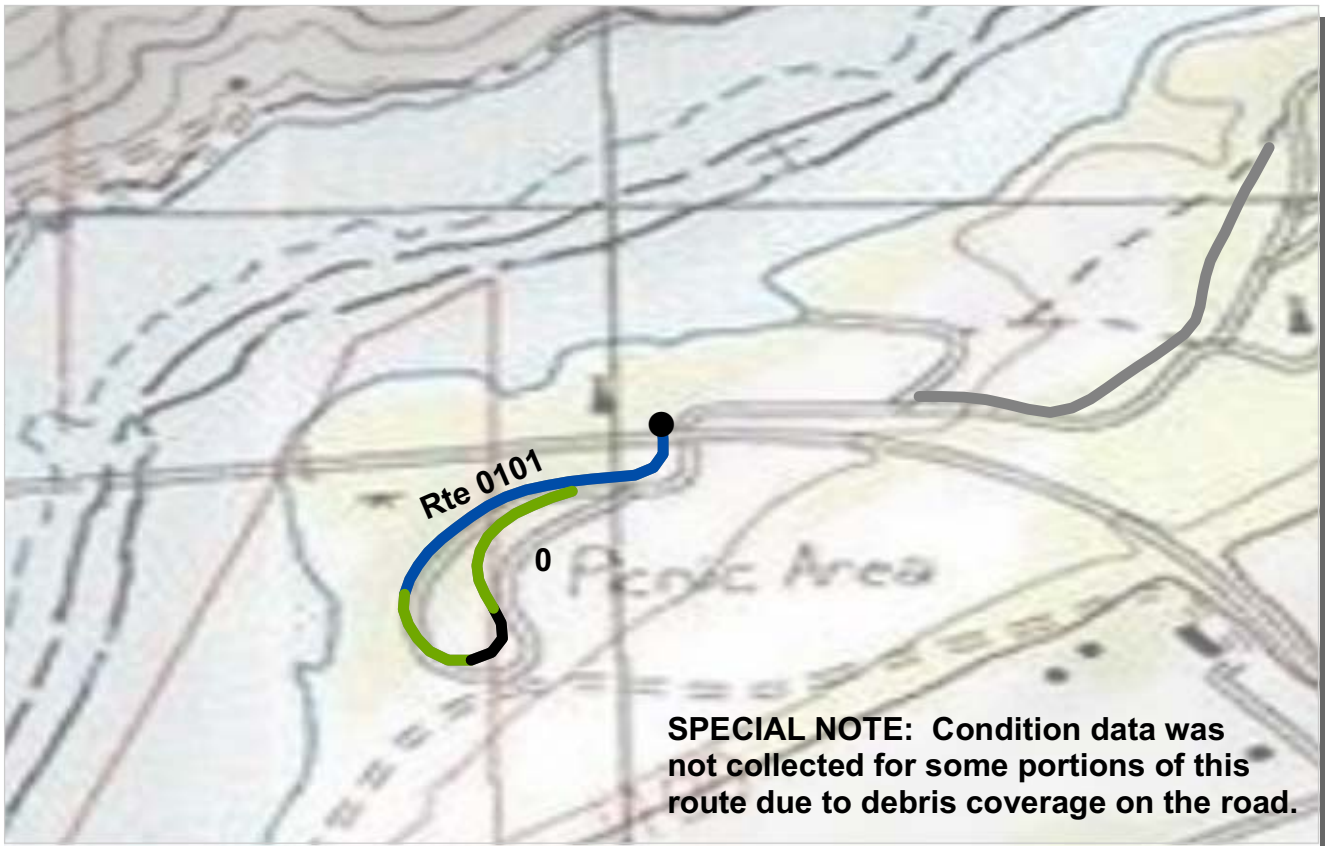 Rte 0101
0
Picnic Area
SPECIAL NOTE: Condition data was
not collected for some portions of this
route due to debris coverage on the road.